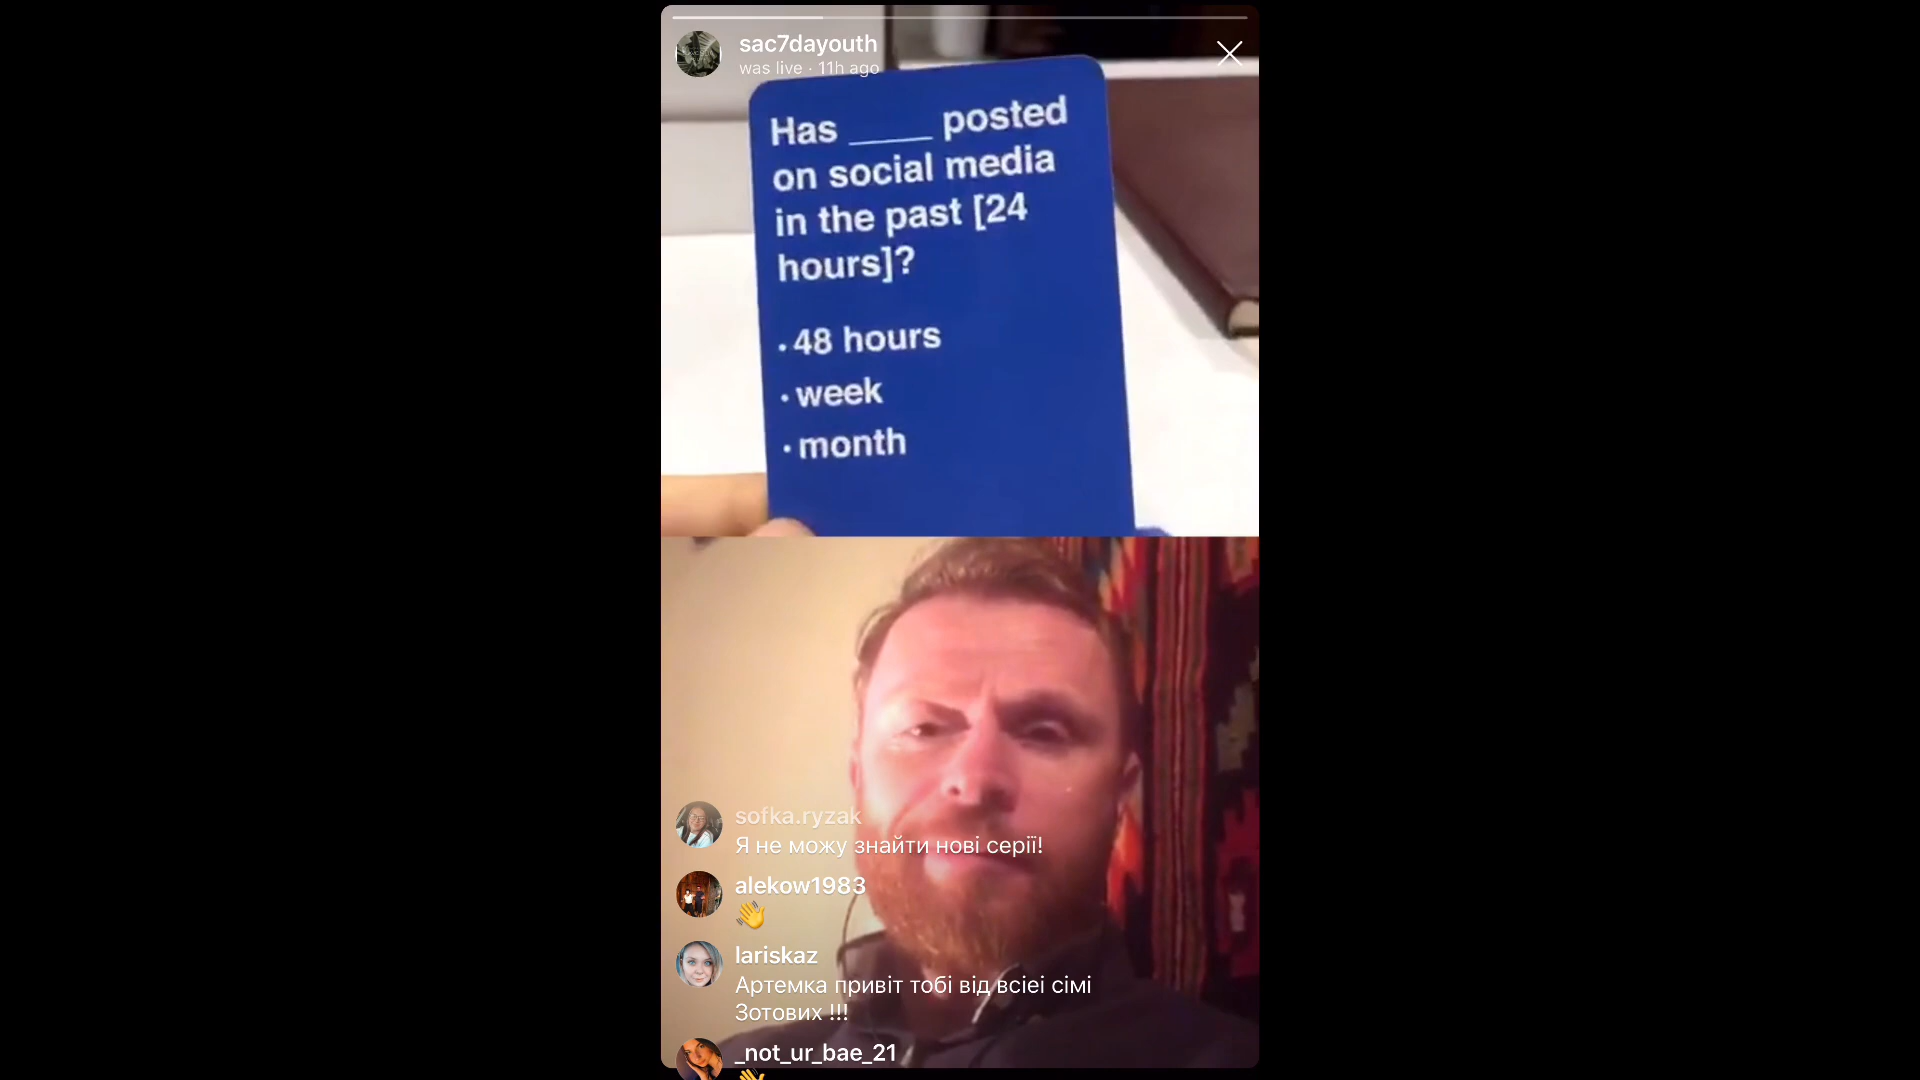 sac7dayouth
was live · 11h ago
Has ____ posted
on social media
in the past [24
hours]?
· 48 hours
· week
· month
sofka.ryzak
Я не можу знайти нові серії!
alekow1983
👋
lariskaz
Артемка привіт тобі від всієі сімі
Зотових !!!
_not_ur_bae_21
👋